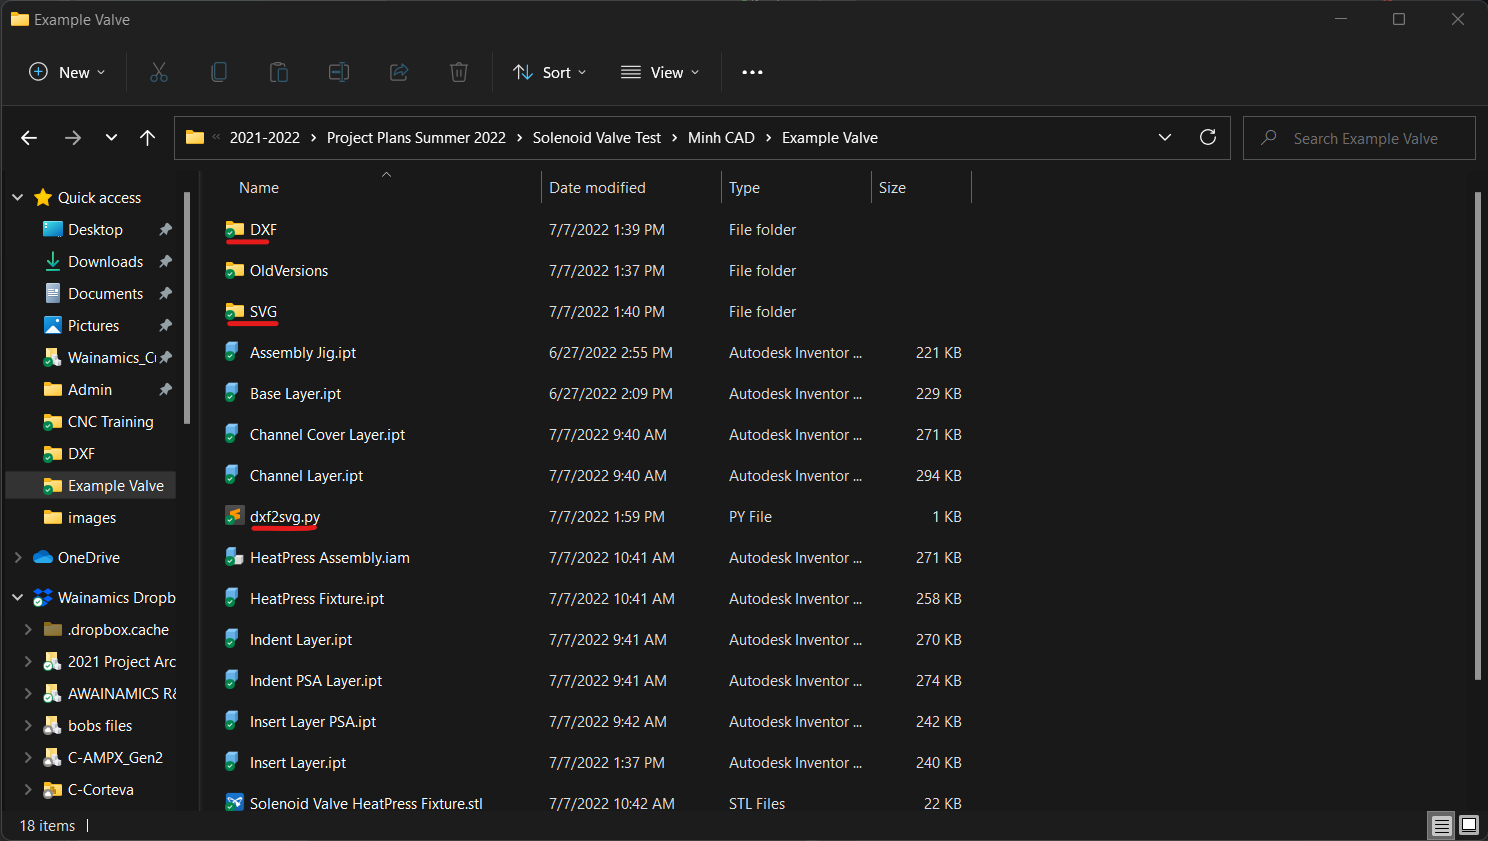 Example Valve
New
Sort
View
2021-2022 > Project Plans Summer 2022 > Solenoid Valve Test > Minh CAD > Example Valve
Search Example Valve
Quick access
Desktop
Downloads
Documents
Pictures
Wainamics_Cu
Admin
CNC Training
DXF
Example Valve
images
OneDrive
Wainamics Dropb
.dropbox.cache
2021 Project Arc
AWAINAMICS R&
bobs files
C-AMPX_Gen2
C-Corteva
Name Date modified Type Size
DXF 7/7/2022 1:39 PM File folder
OldVersions 7/7/2022 1:37 PM File folder
SVG 7/7/2022 1:40 PM File folder
Assembly Jig.ipt 6/27/2022 2:55 PM Autodesk Inventor ... 221 KB
Base Layer.ipt 6/27/2022 2:09 PM Autodesk Inventor ... 229 KB
Channel Cover Layer.ipt 7/7/2022 9:40 AM Autodesk Inventor ... 271 KB
Channel Layer.ipt 7/7/2022 9:40 AM Autodesk Inventor ... 294 KB
dxf2svg.py 7/7/2022 1:59 PM PY File 1 KB
HeatPress Assembly.iam 7/7/2022 10:41 AM Autodesk Inventor ... 271 KB
HeatPress Fixture.ipt 7/7/2022 10:41 AM Autodesk Inventor ... 258 KB
Indent Layer.ipt 7/7/2022 9:41 AM Autodesk Inventor ... 270 KB
Indent PSA Layer.ipt 7/7/2022 9:41 AM Autodesk Inventor ... 274 KB
Insert Layer PSA.ipt 7/7/2022 9:42 AM Autodesk Inventor ... 242 KB
Insert Layer.ipt 7/7/2022 1:37 PM Autodesk Inventor ... 240 KB
Solenoid Valve HeatPress Fixture.stl 7/7/2022 10:42 AM STL Files 22 KB
18 items